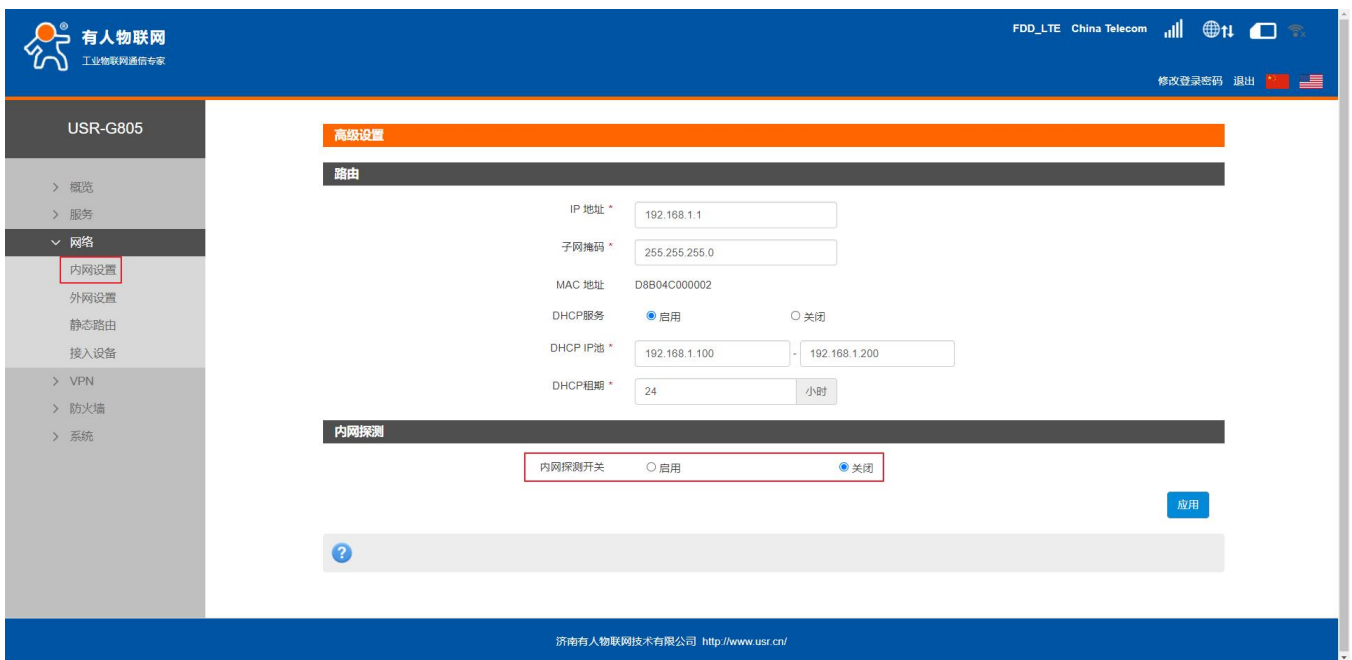 有人物联网
工业物联网通信专家
FDD_LTE China Telecom
修改登录密码 退出
USR-G805
概览
服务
网络
内网设置
外网设置
静态路由
接入设备
VPN
防火墙
系统
高级设置
路由
IP 地址 * 192.168.1.1
子网掩码 * 255.255.255.0
MAC 地址 D8B04C000002
DHCP服务 启用 关闭
DHCP IP池 * 192.168.1.100 - 192.168.1.200
DHCP租期 * 24 小时
内网探测
内网探测开关 启用 关闭
应用
济南有人物联网技术有限公司 http://www.usr.cn/